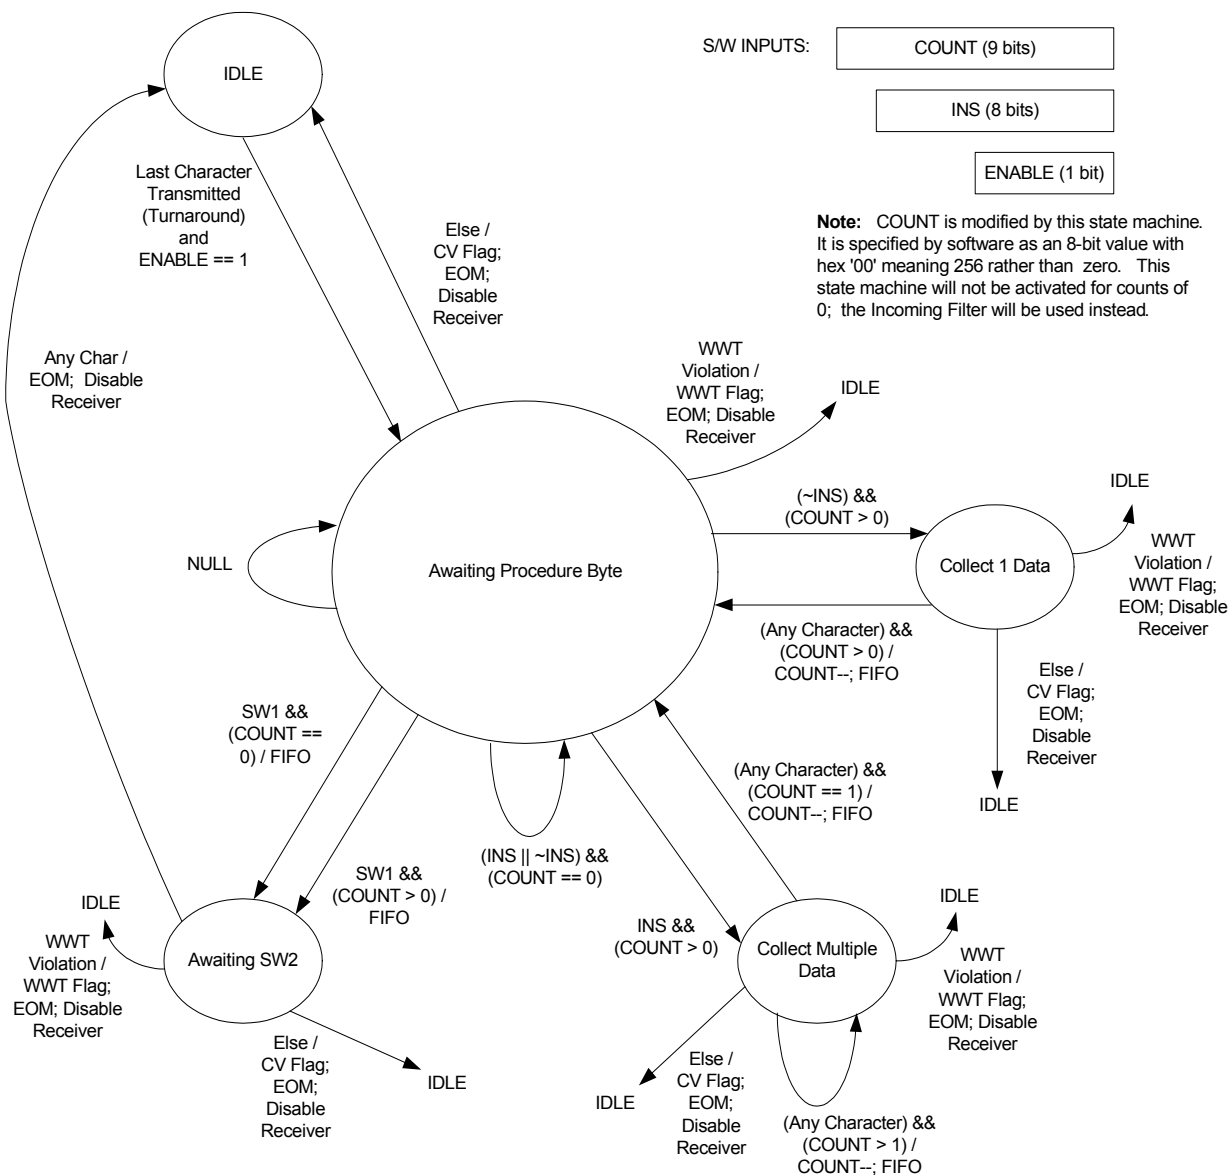 S/W INPUTS:
COUNT (9 bits)
INS (8 bits)
ENABLE (1 bit)
Note: COUNT is modified by this state machine.
It is specified by software as an 8-bit value with
hex '00' meaning 256 rather than zero. This
state machine will not be activated for counts of
0; the Incoming Filter will be used instead.
IDLE
Last Character
Transmitted
(Turnaround)
and
ENABLE == 1
Else /
CV Flag;
EOM;
Disable
Receiver
Any Char /
EOM; Disable
Receiver
WWT
Violation /
WWT Flag;
EOM; Disable
Receiver
IDLE
NULL
Awaiting Procedure Byte
(~INS) &&
(COUNT > 0)
Collect 1 Data
IDLE
WWT
Violation /
WWT Flag;
EOM; Disable
Receiver
(Any Character) &&
(COUNT > 0) /
COUNT--; FIFO
Else /
CV Flag;
EOM;
Disable
Receiver
IDLE
SW1 &&
(COUNT ==
0) / FIFO
SW1 &&
(COUNT > 0) /
FIFO
(INS || ~INS) &&
(COUNT == 0)
(Any Character) &&
(COUNT == 1) /
COUNT--; FIFO
INS &&
(COUNT > 0)
IDLE
WWT
Violation /
WWT Flag;
EOM; Disable
Receiver
Awaiting SW2
Else /
CV Flag;
EOM;
Disable
Receiver
IDLE
Collect Multiple
Data
IDLE
WWT
Violation /
WWT Flag;
EOM; Disable
Receiver
Else /
CV Flag;
EOM;
Disable
Receiver
IDLE
(Any Character) &&
(COUNT > 1) /
COUNT--; FIFO